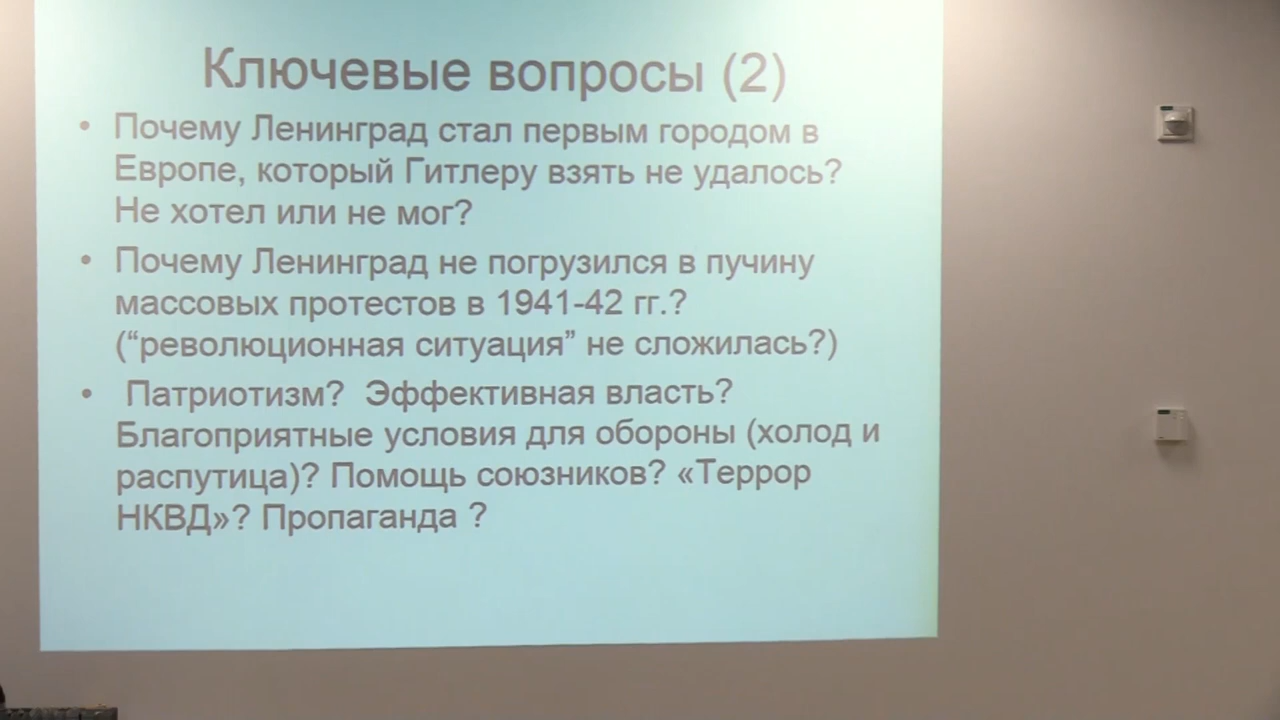 Ключевые вопросы (2)
• Почему Ленинград стал первым городом в
Европе, который Гитлеру взять не удалось?
Не хотел или не мог?
• Почему Ленинград не погрузился в пучину
массовых протестов в 1941-42 гг.?
(“революционная ситуация” не сложилась?)
• Патриотизм? Эффективная власть?
Благоприятные условия для обороны (холод и
распутица)? Помощь союзников? «Террор
НКВД»? Пропаганда ?